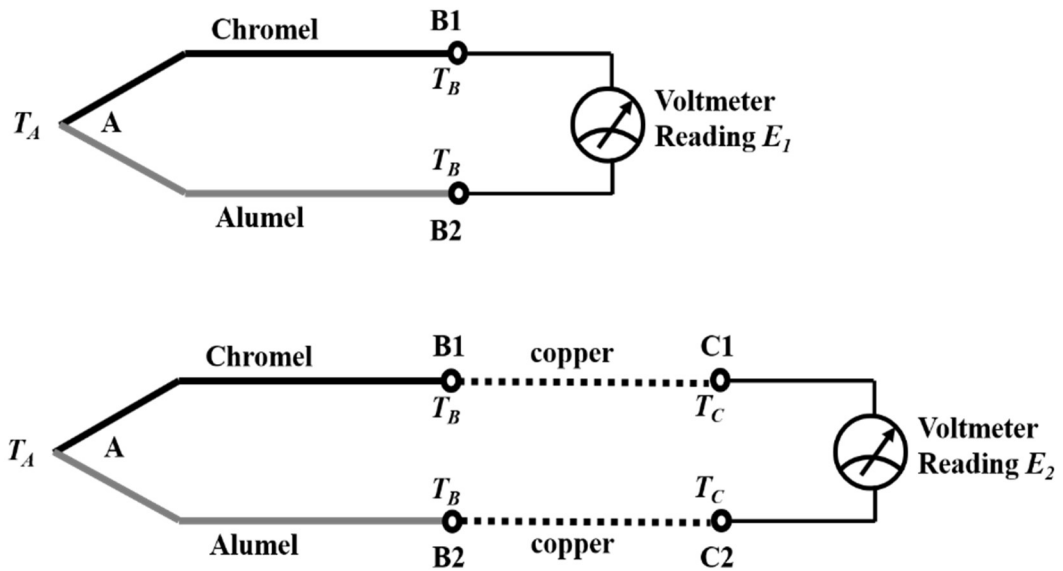 Chromel
B1
T_B
T_A
A
Voltmeter
Reading E_1
T_B
Alumel
B2
Chromel
B1
copper
C1
T_B
T_C
T_A
A
Voltmeter
Reading E_2
T_B
T_C
Alumel
B2
copper
C2